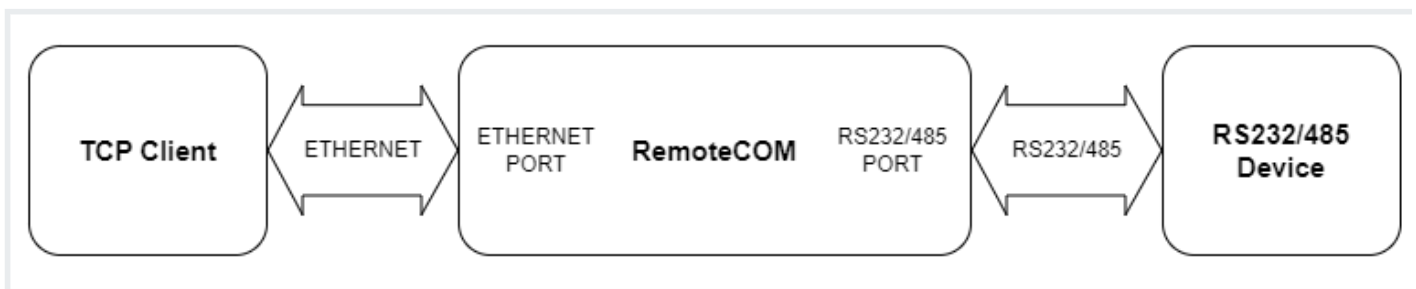 TCP Client
ETHERNET
ETHERNET
PORT
RemoteCOM
RS232/485
PORT
RS232/485
RS232/485
Device